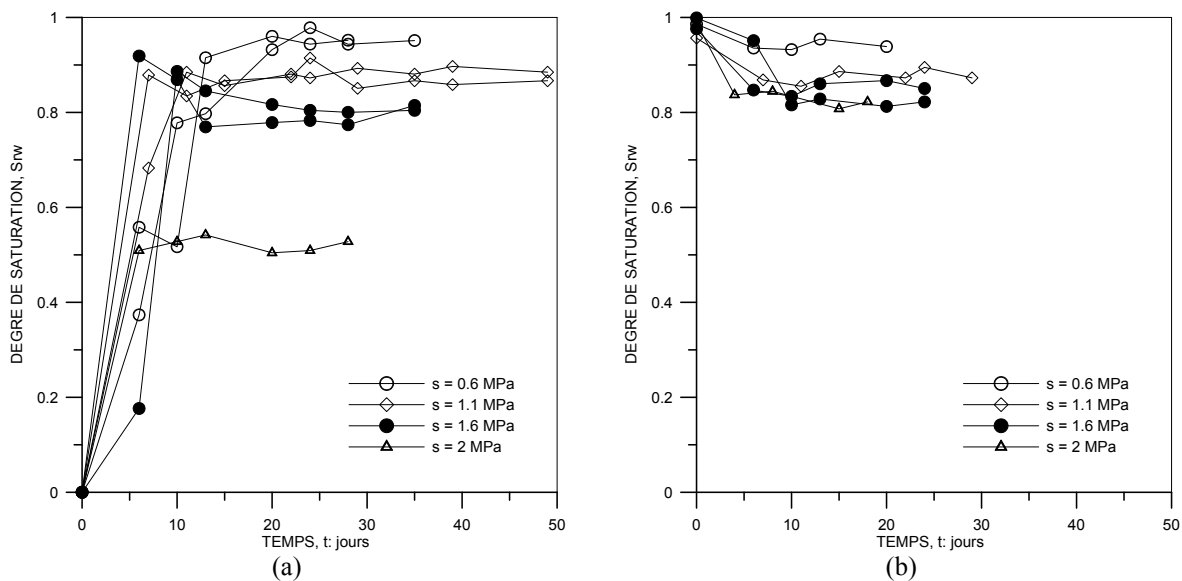 1
0.8
0.6
0.4
0.2
0
DEGRE DE SATURATION, Srw
0 10 20 30 40 50
TEMPS, t: jours
s = 0.6 MPa
s = 1.1 MPa
s = 1.6 MPa
s = 2 MPa
(a)
1
0.8
0.6
0.4
0.2
0
DEGRE DE SATURATION, Srw
0 10 20 30 40 50
TEMPS, t: jours
s = 0.6 MPa
s = 1.1 MPa
s = 1.6 MPa
s = 2 MPa
(b)